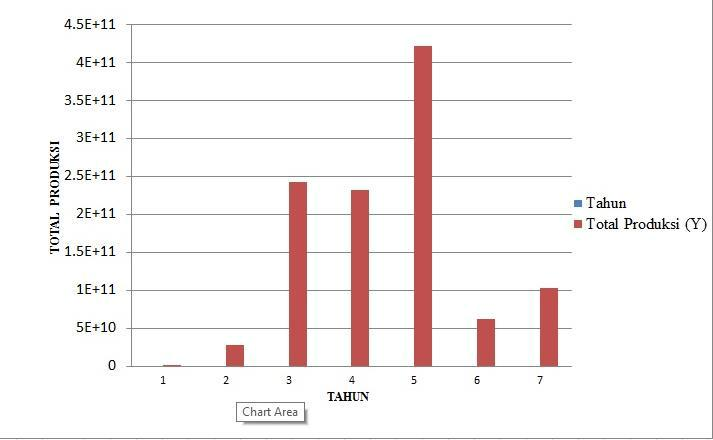 4.5E+11
4E+11
3.5E+11
3E+11
2.5E+11
2E+11
1.5E+11
1E+11
5E+10
0
TOTAL PRODUKSI
1 2 3 4 5 6 7
TAHUN
Tahun
Total Produksi (Y)
Chart Area